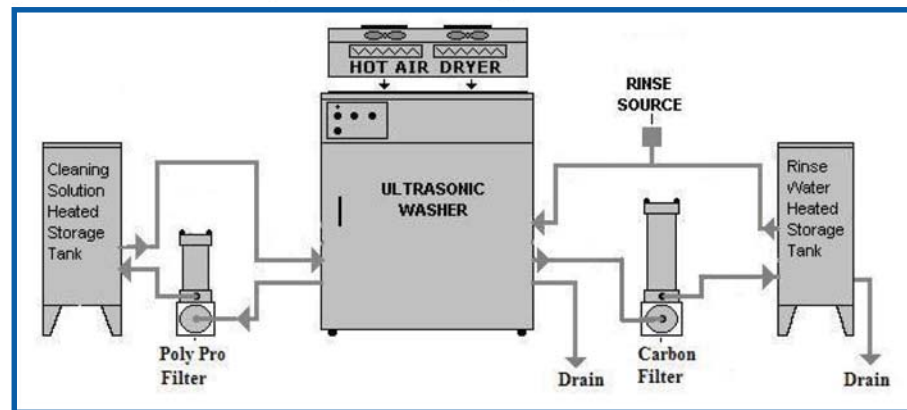 HOT AIR DRYER
RINSE
SOURCE
Cleaning
Solution
Heated
Storage
Tank
ULTRASONIC
WASHER
Rinse
Water
Heated
Storage
Tank
Poly Pro
Filter
Drain
Carbon
Filter
Drain